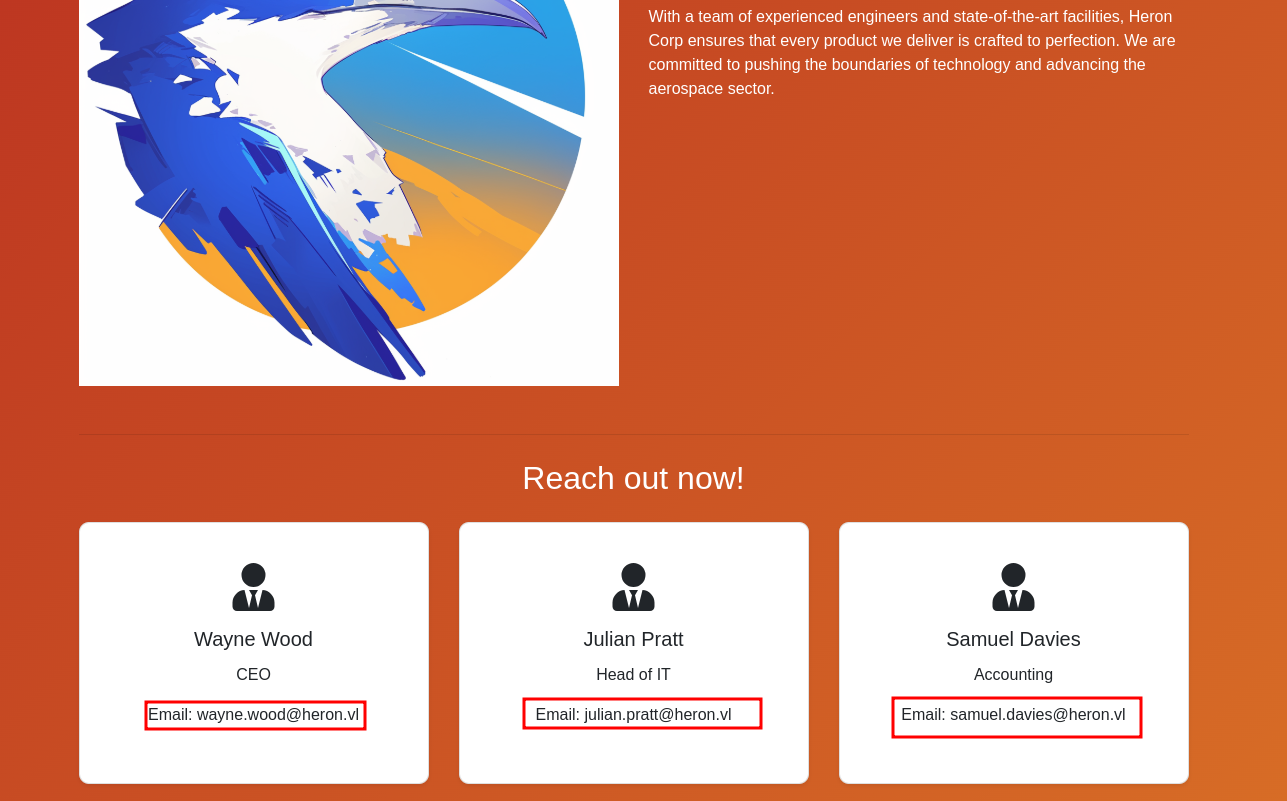 With a team of experienced engineers and state-of-the-art facilities, Heron
Corp ensures that every product we deliver is crafted to perfection. We are
committed to pushing the boundaries of technology and advancing the
aerospace sector.
Reach out now!
Wayne Wood
CEO
Email: wayne.wood@heron.vl
Julian Pratt
Head of IT
Email: julian.pratt@heron.vl
Samuel Davies
Accounting
Email: samuel.davies@heron.vl